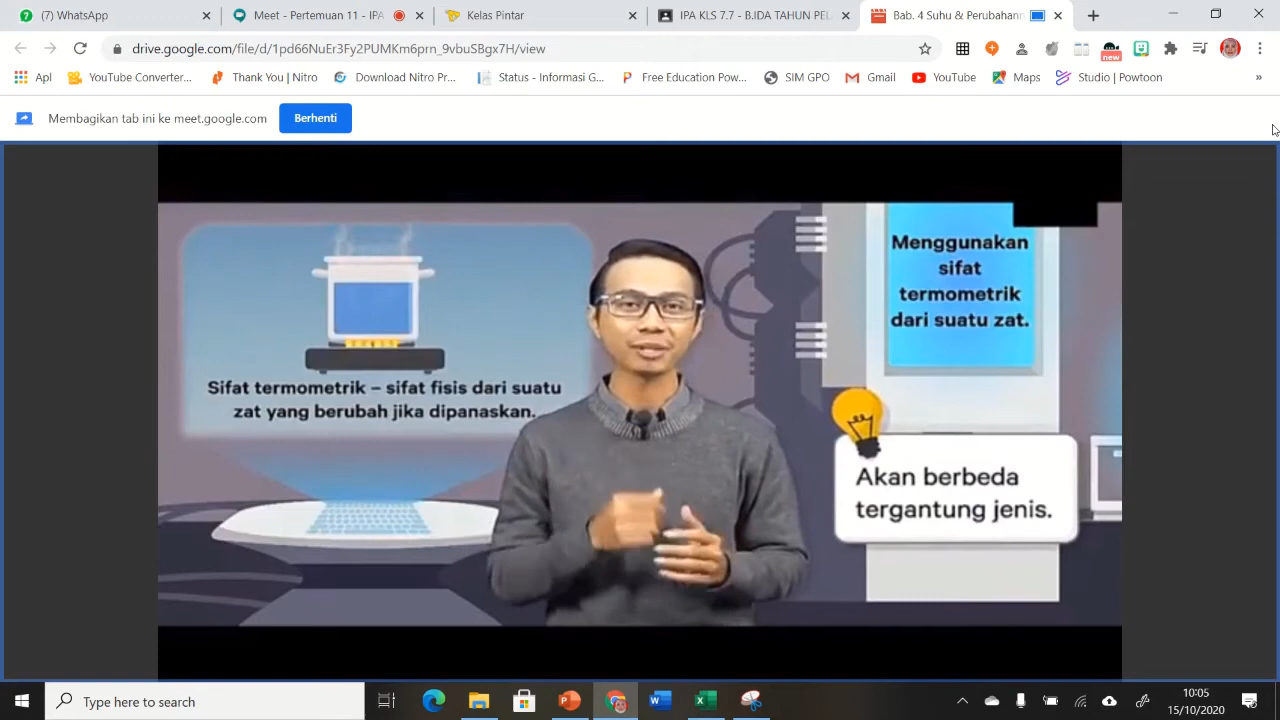 (7) WhatsApp
Meet - Pertemuan 11 - IPA
Kelas Pintar
IPA KLS 7.7 - B.IDA TAHUN PEL
Bab. 4 Suhu & Perubahann
drive.google.com/file/d/1pd66NuEr3Fy2PUMKm6prn_9vbuSBgx7H/view
new
Apl
YouTube Converter...
Thank You | Nitro
Download Nitro Pr...
Status - Informasi G...
Free Education Pow...
SIM GPO
Gmail
YouTube
Maps
Studio | Powtoon
»
Membagikan tab ini ke meet.google.com
Berhenti
Sifat termometrik – sifat fisis dari suatu
zat yang berubah jika dipanaskan.
Menggunakan
sifat
termometrik
dari suatu zat.
Akan berbeda
tergantung jenis.
Type here to search
10:05
15/10/2020